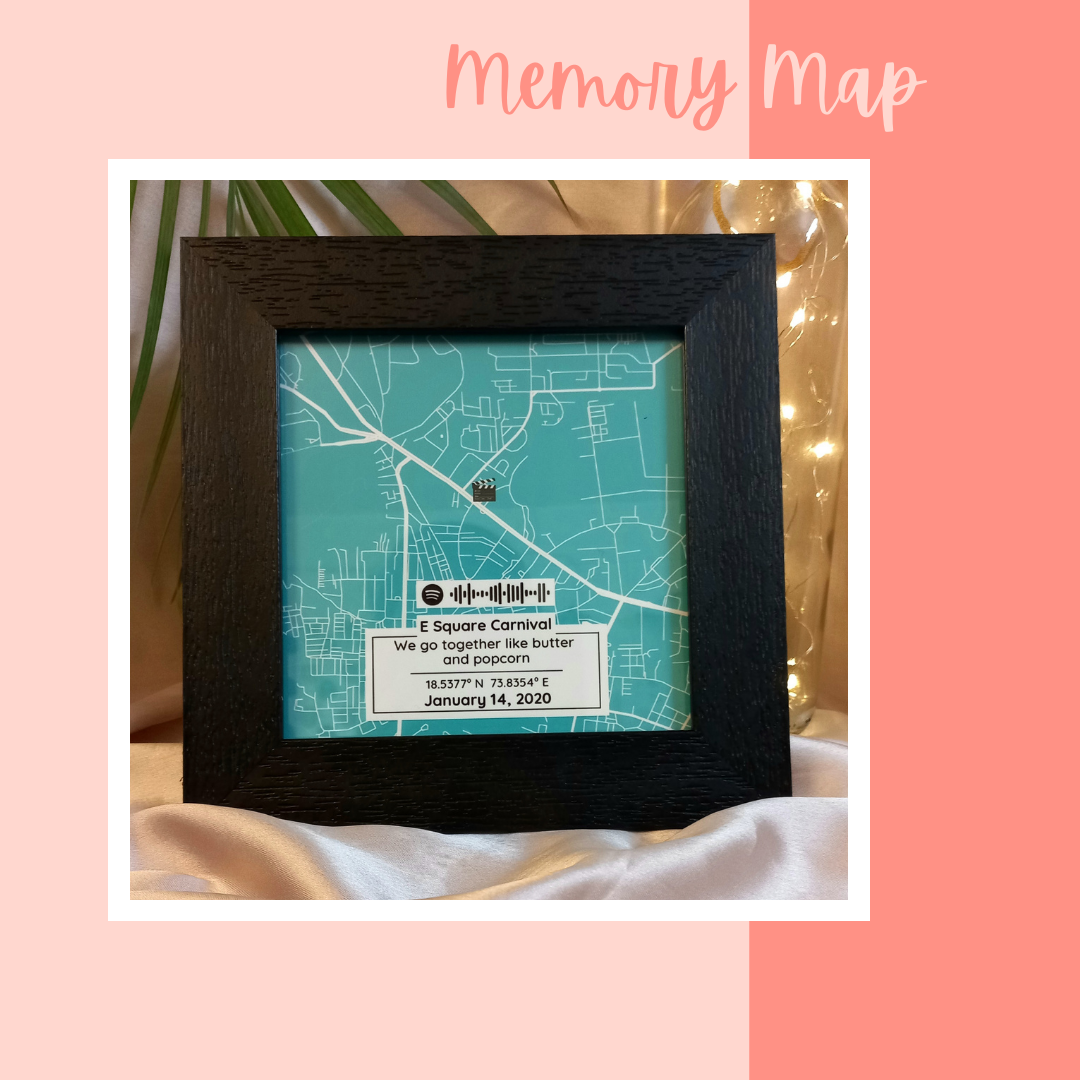 Memory Map
E Square Carnival
We go together like butter
and popcorn
18.5377° N 73.8354° E
January 14, 2020